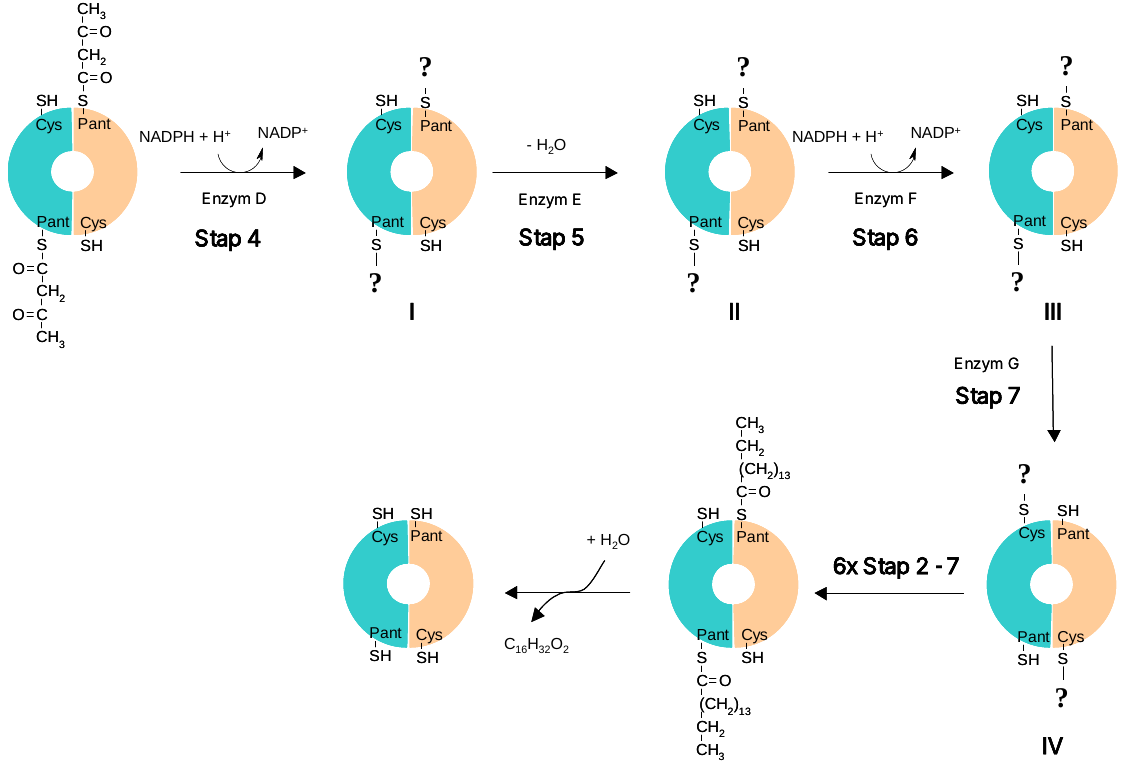 CH₃
C=O
CH₂
C=O
S
SH
Cys
Pant
Pant
Cys
S
SH
O=C
CH₂
O=C
CH₃
NADPH + H⁺
NADP⁺
Enzym D
Stap 4
?
SH
S
Cys
Pant
Pant
Cys
S
SH
?
I
- H₂O
Enzym E
Stap 5
?
SH
S
Cys
Pant
Pant
Cys
S
SH
?
II
NADPH + H⁺
NADP⁺
Enzym F
Stap 6
?
SH
S
Cys
Pant
Pant
Cys
S
SH
?
III
Enzym G
Stap 7
?
S
SH
Cys
Pant
Pant
Cys
SH
S
?
IV
6x Stap 2 - 7
CH₃
CH₂
(CH₂)₁₃
C=O
SH
S
Cys
Pant
Pant
Cys
S
SH
C=O
(CH₂)₁₃
CH₂
CH₃
+ H₂O
C₁₆H₃₂O₂
SH
SH
Cys
Pant
Pant
Cys
SH
SH